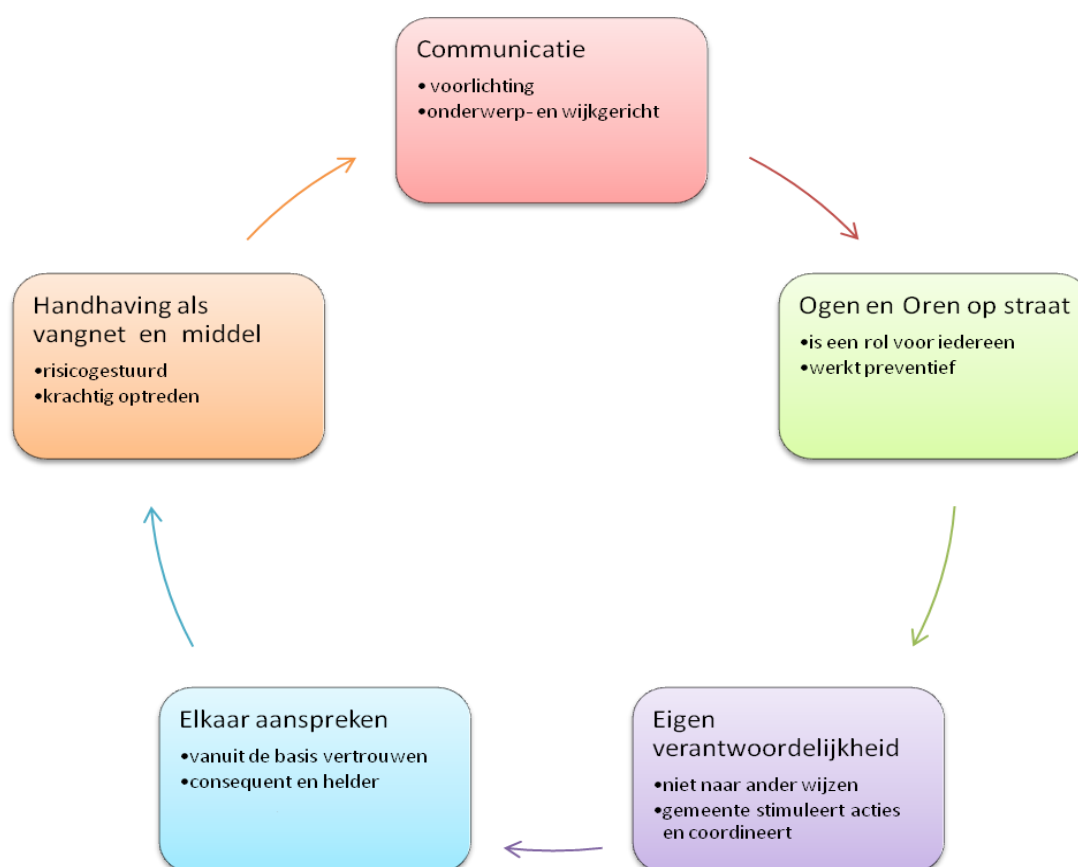 Communicatie
• voorlichting
• onderwerp- en wijkgericht
Ogen en Oren op straat
•is een rol voor iedereen
•werkt preventief
Eigen
verantwoordelijkheid
•niet naar ander wijzen
•gemeente stimuleert acties
en coordineert
Elkaar aanspreken
•vanuit de basis vertrouwen
•consequent en helder
Handhaving als
vangnet en middel
•risicogestuurd
•krachtig optreden